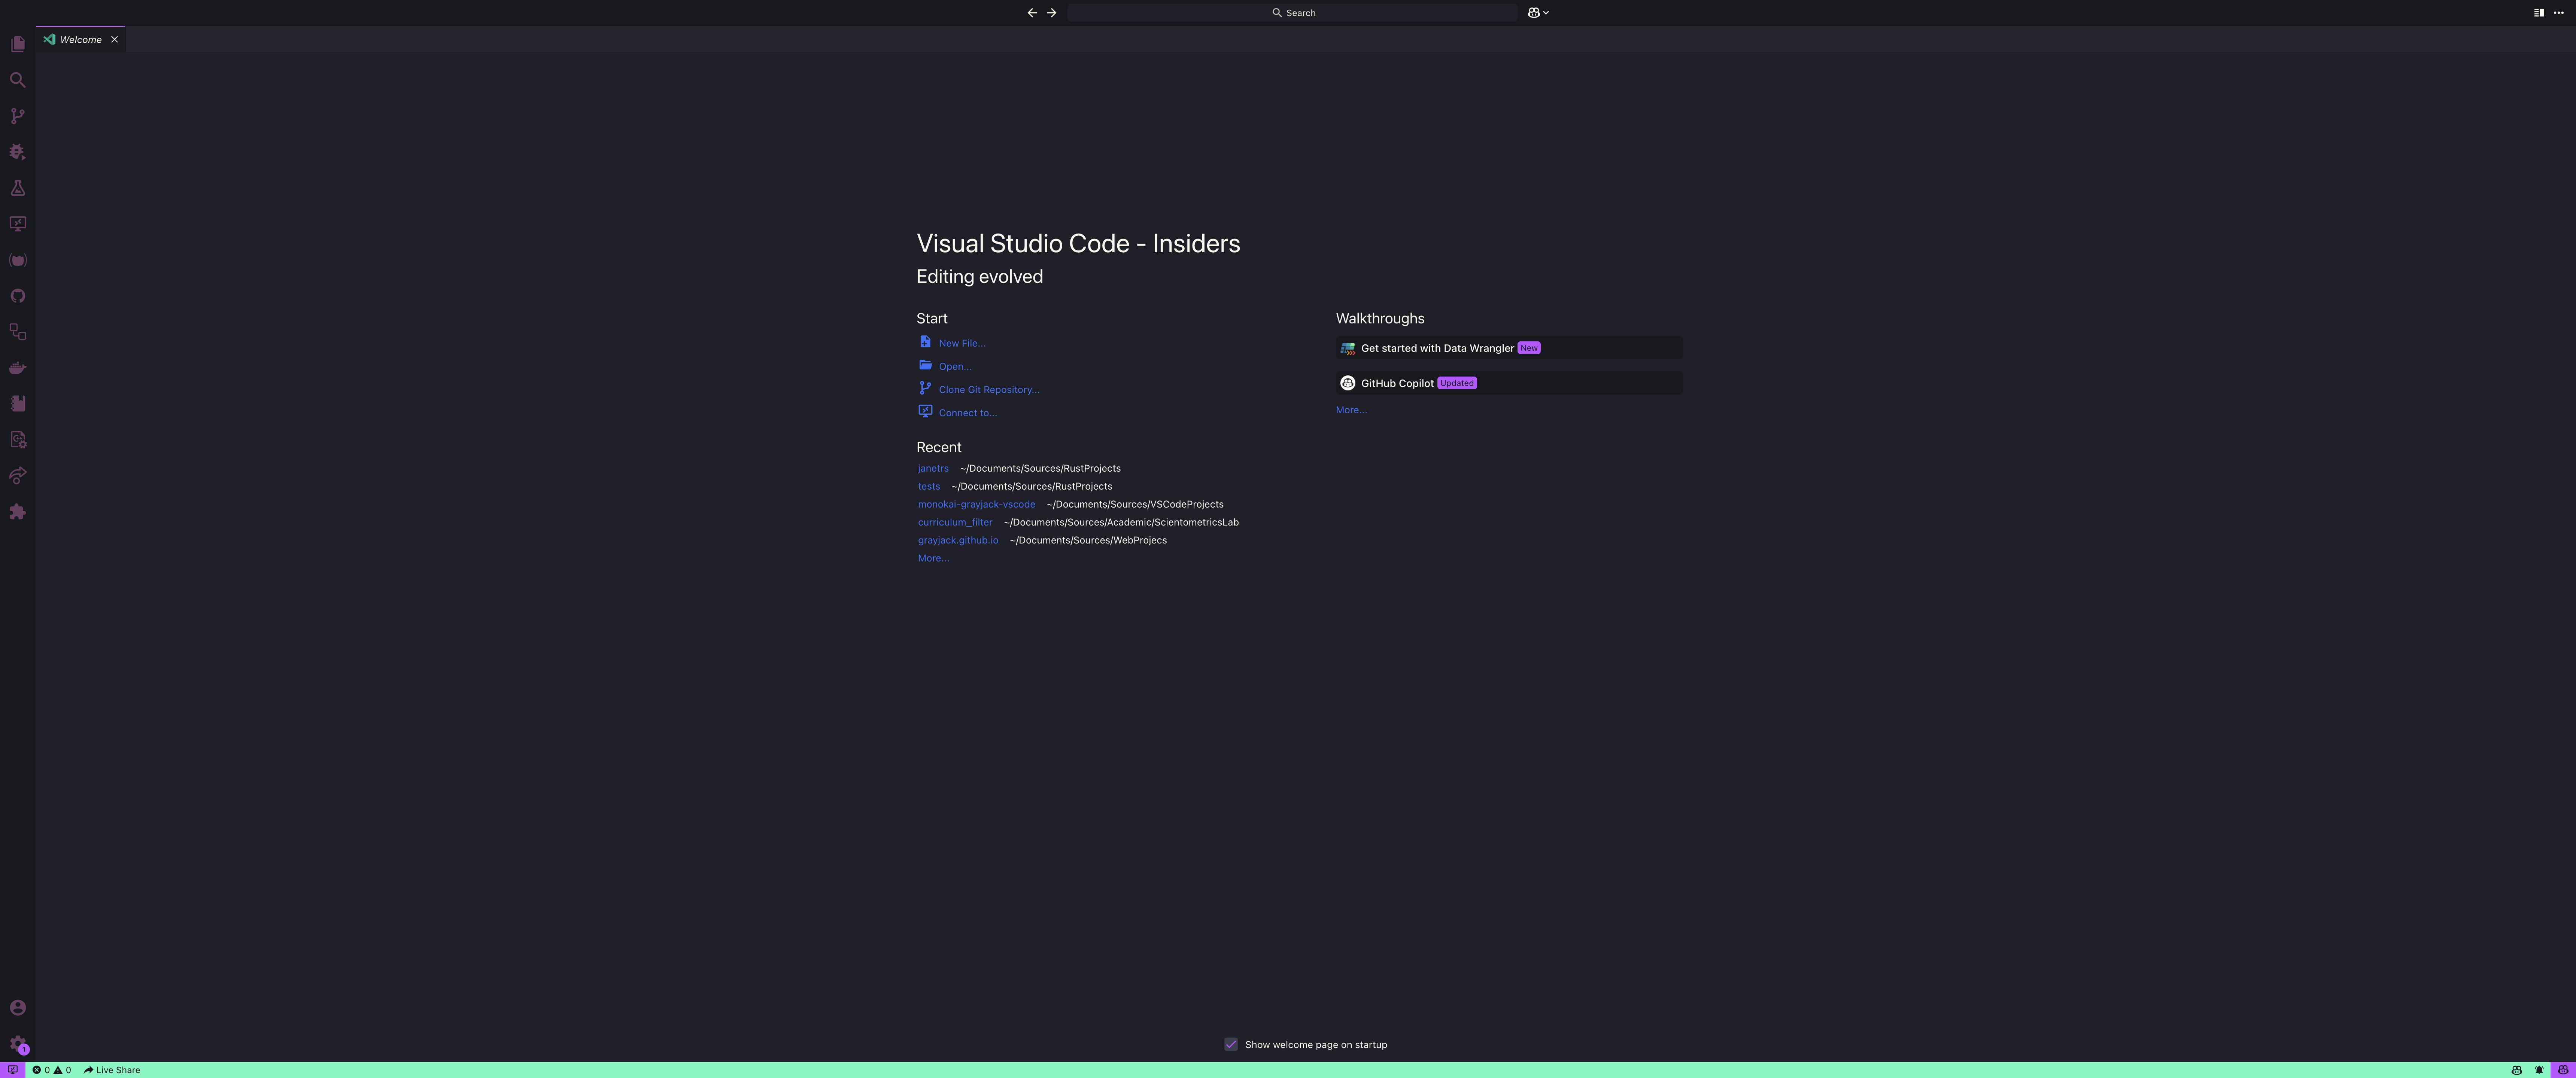 Search
Welcome
Visual Studio Code - Insiders
Editing evolved
Start
New File...
Open...
Clone Git Repository...
Connect to...
Recent
janetrs ~/Documents/Sources/RustProjects
tests ~/Documents/Sources/RustProjects
monokai-grayjack-vscode ~/Documents/Sources/VSCodeProjects
curriculum_filter ~/Documents/Sources/Academic/ScientometricsLab
grayjack.github.io ~/Documents/Sources/WebProjecs
More...
Walkthroughs
Get started with Data Wrangler New
GitHub Copilot Updated
More...
Show welcome page on startup
1
0 0 Live Share